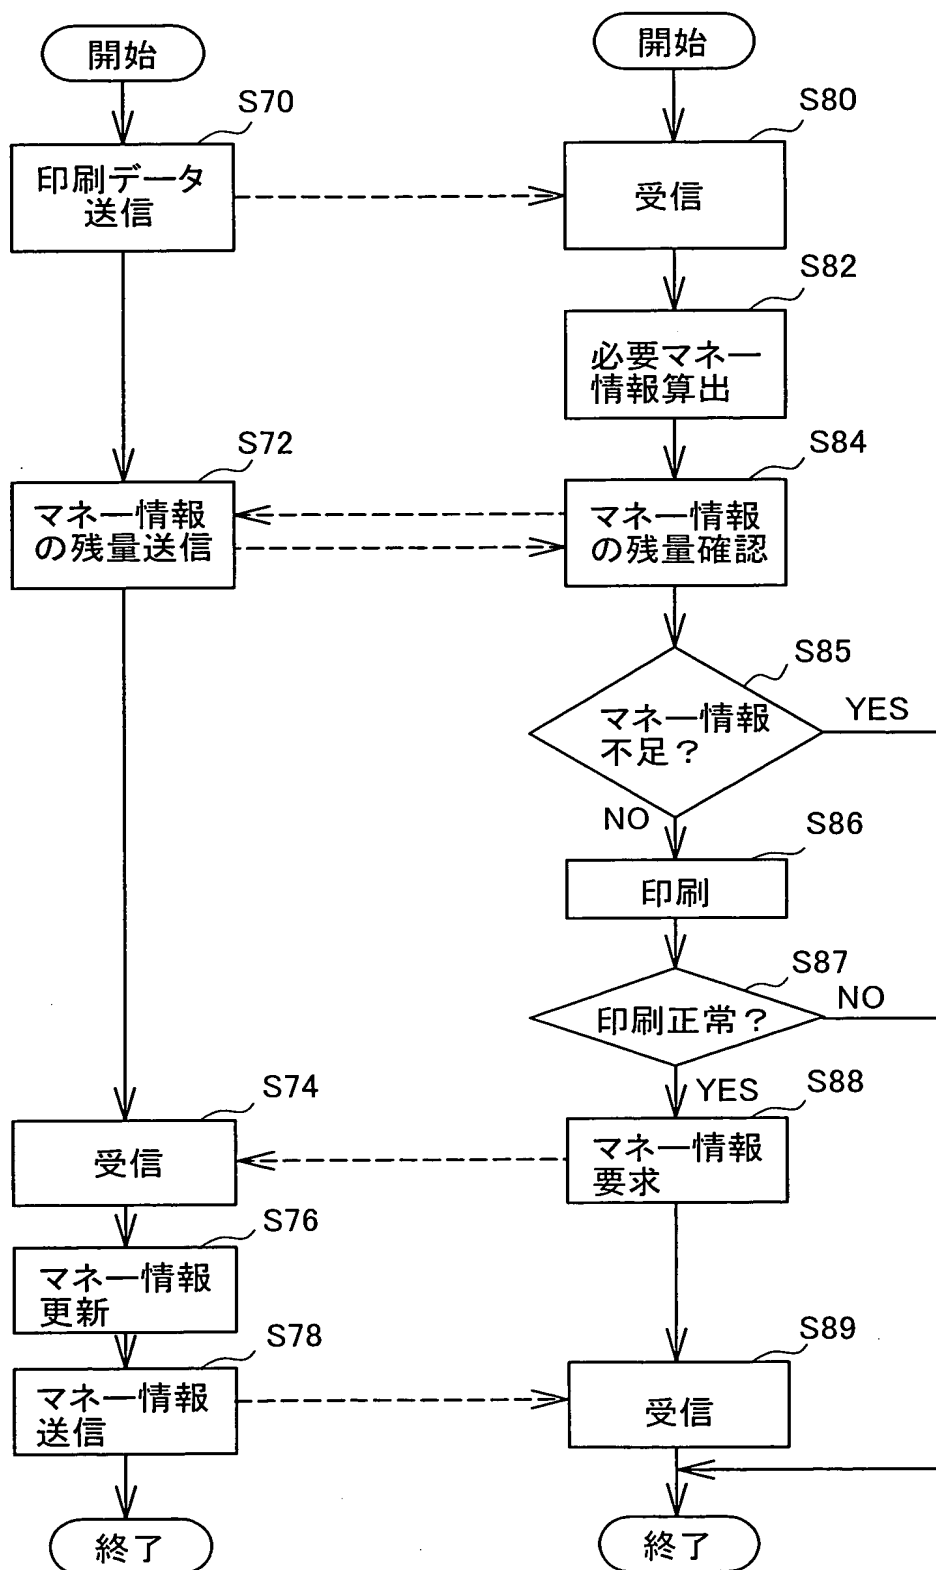 開始
S70
印刷データ
送信
S72
マネー情報
の残量送信
S74
受信
S76
マネー情報
更新
S78
マネー情報
送信
終了
開始
S80
受信
S82
必要マネー
情報算出
S84
マネー情報
の残量確認
S85
マネー情報
不足？
YES
NO
S86
印刷
S87
印刷正常？
NO
YES
S88
マネー情報
要求
S89
受信
終了